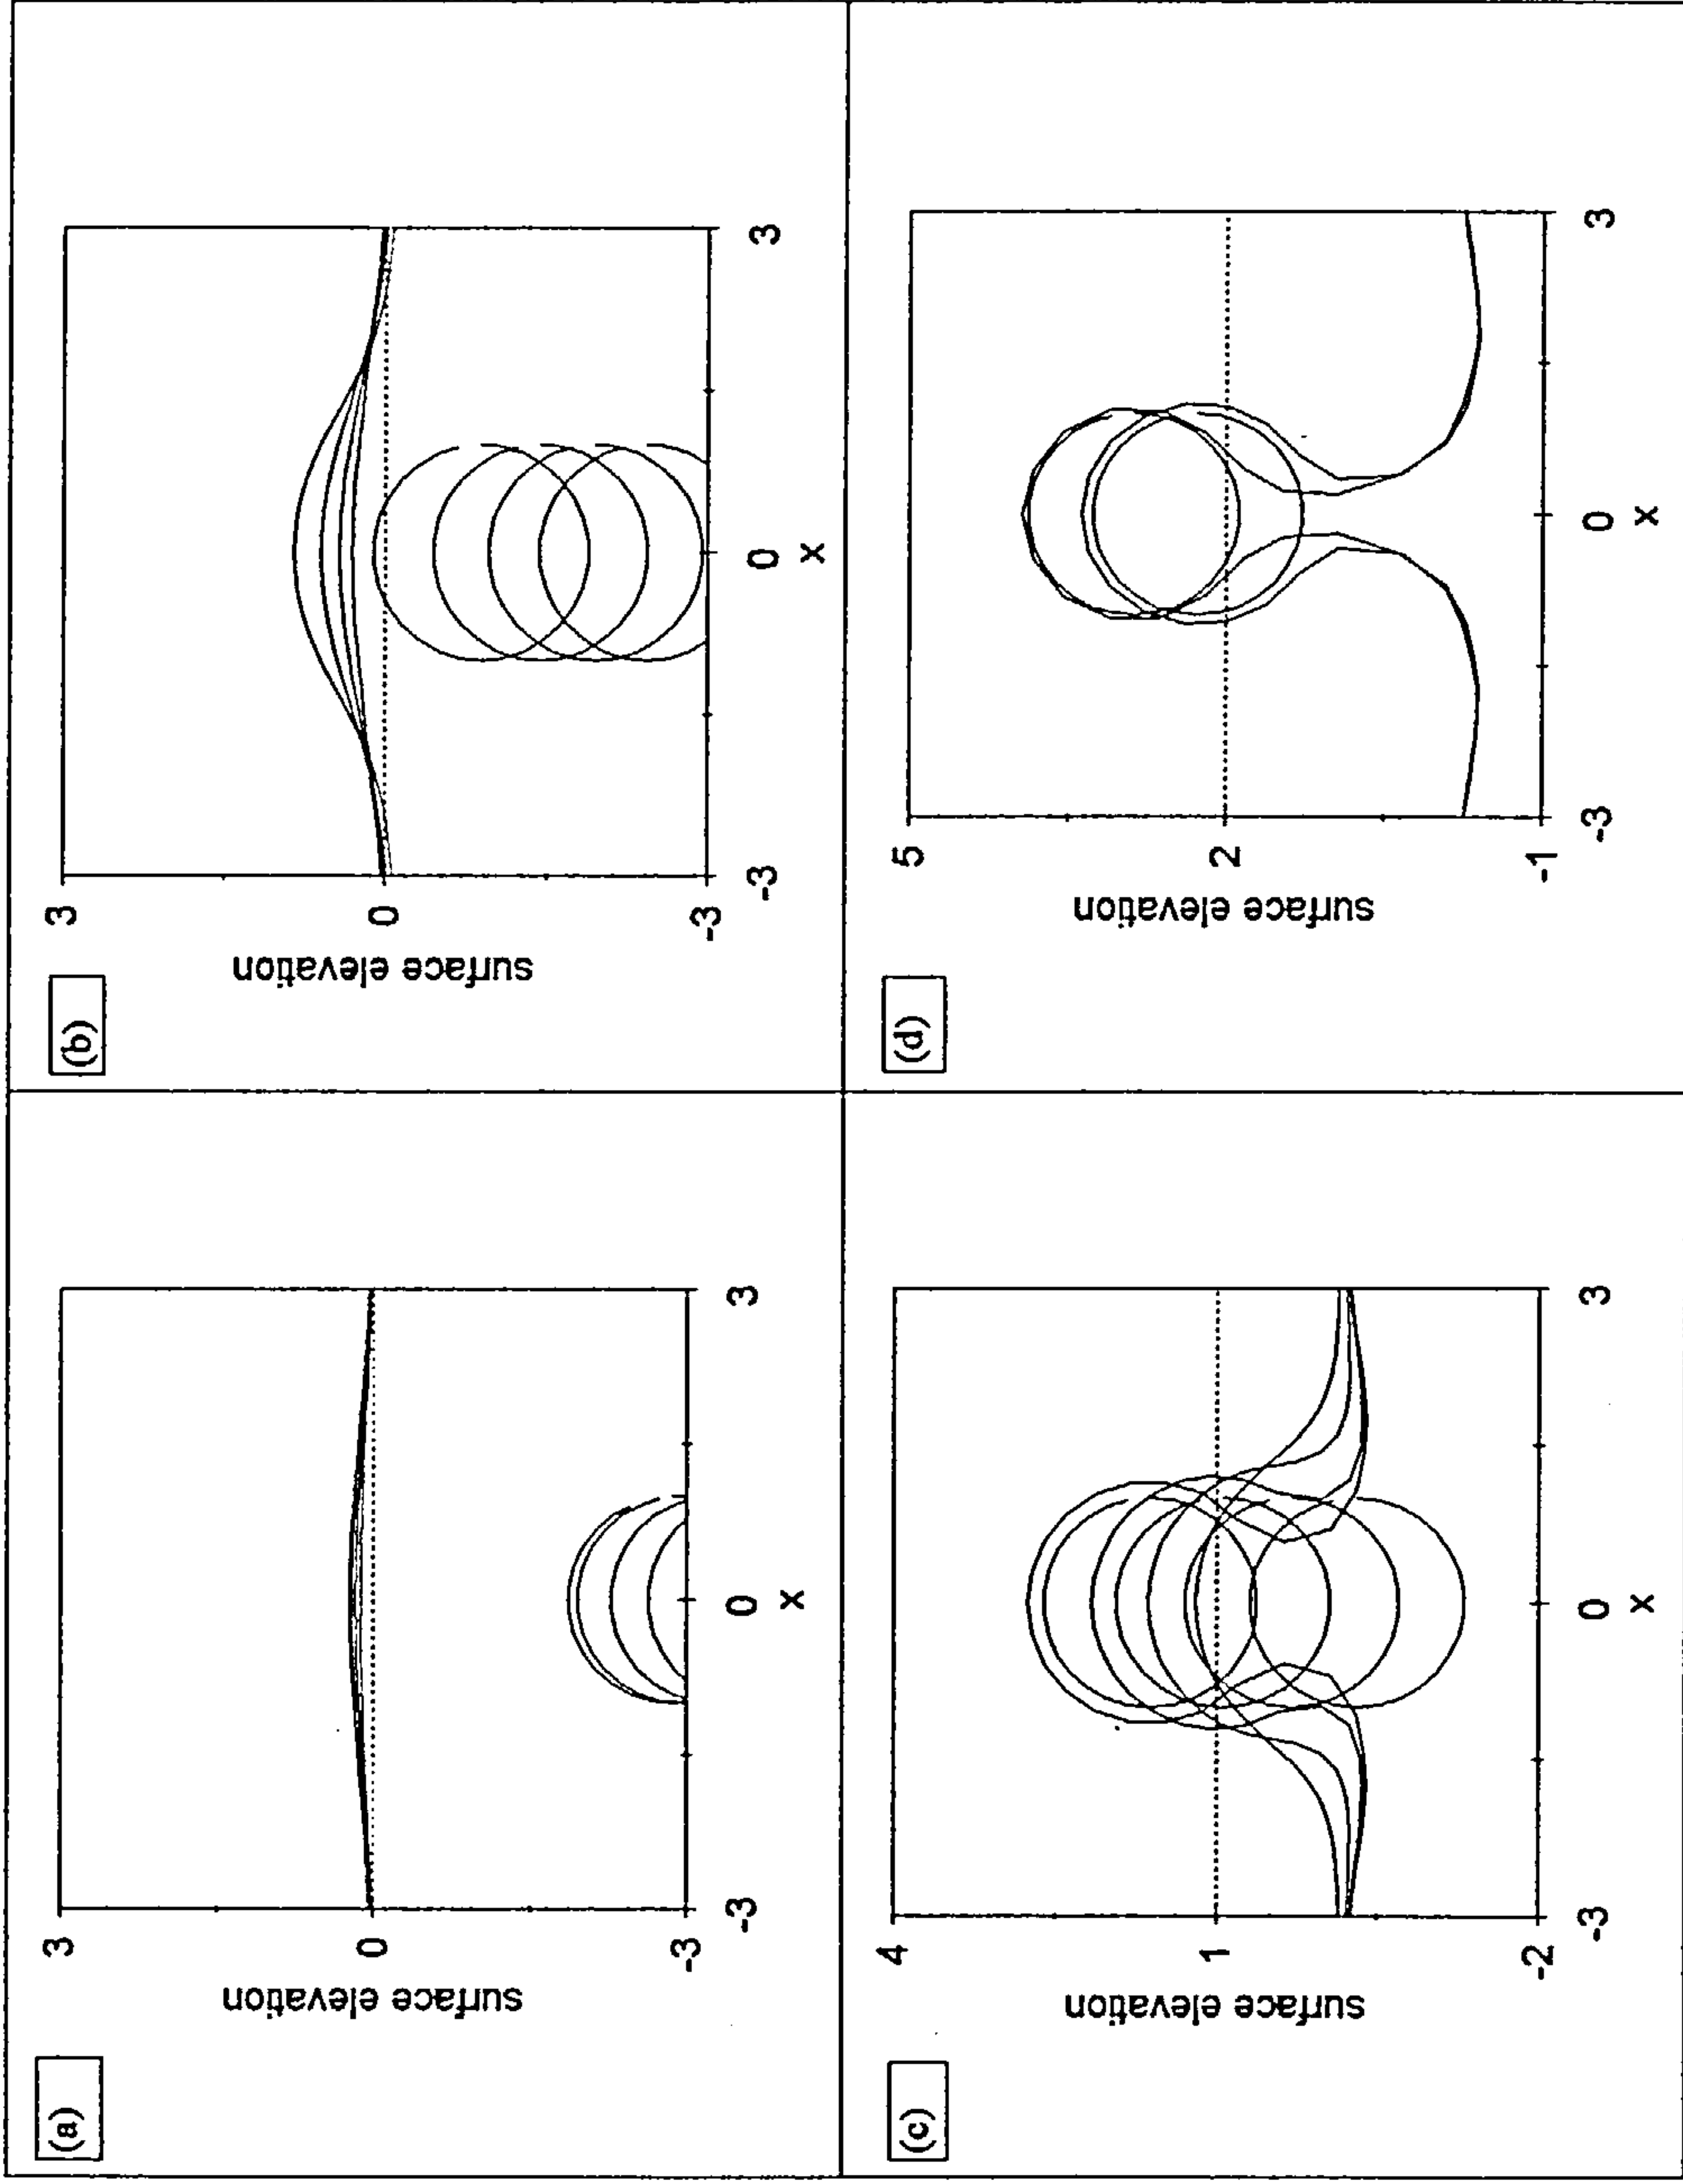 (a)
3
0
-3
surface elevation
-3
0
3
x
(b)
3
0
-3
surface elevation
-3
0
3
x
(c)
4
1
-2
surface elevation
-3
0
3
x
(d)
5
2
-1
surface elevation
-3
0
3
x